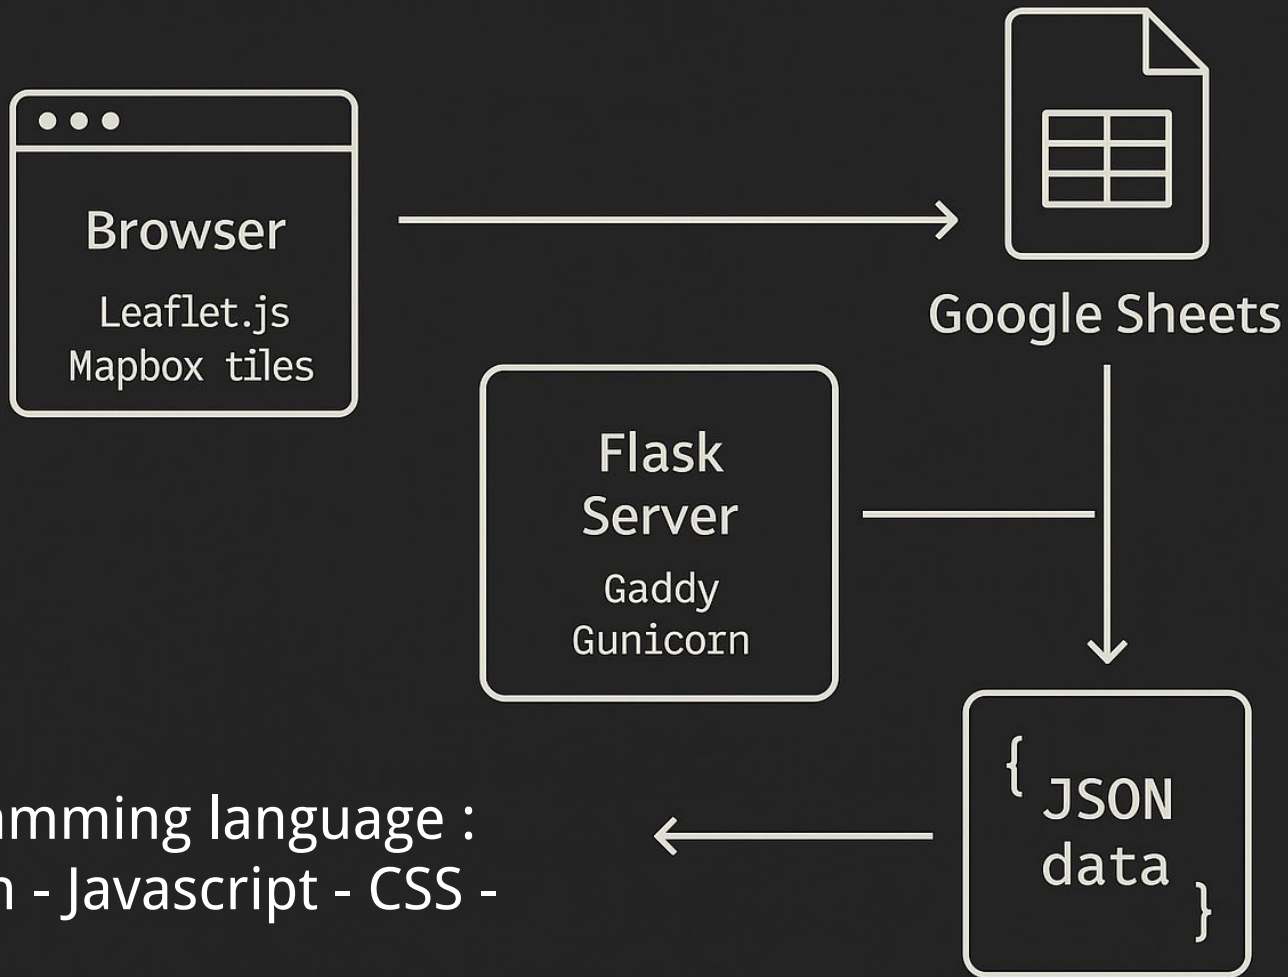 Browser
Leaflet.js
Mapbox tiles
Google Sheets
Flask
Server
Gaddy
Gunicorn
{
JSON
data
}
amming language :
n - Javascript - CSS -